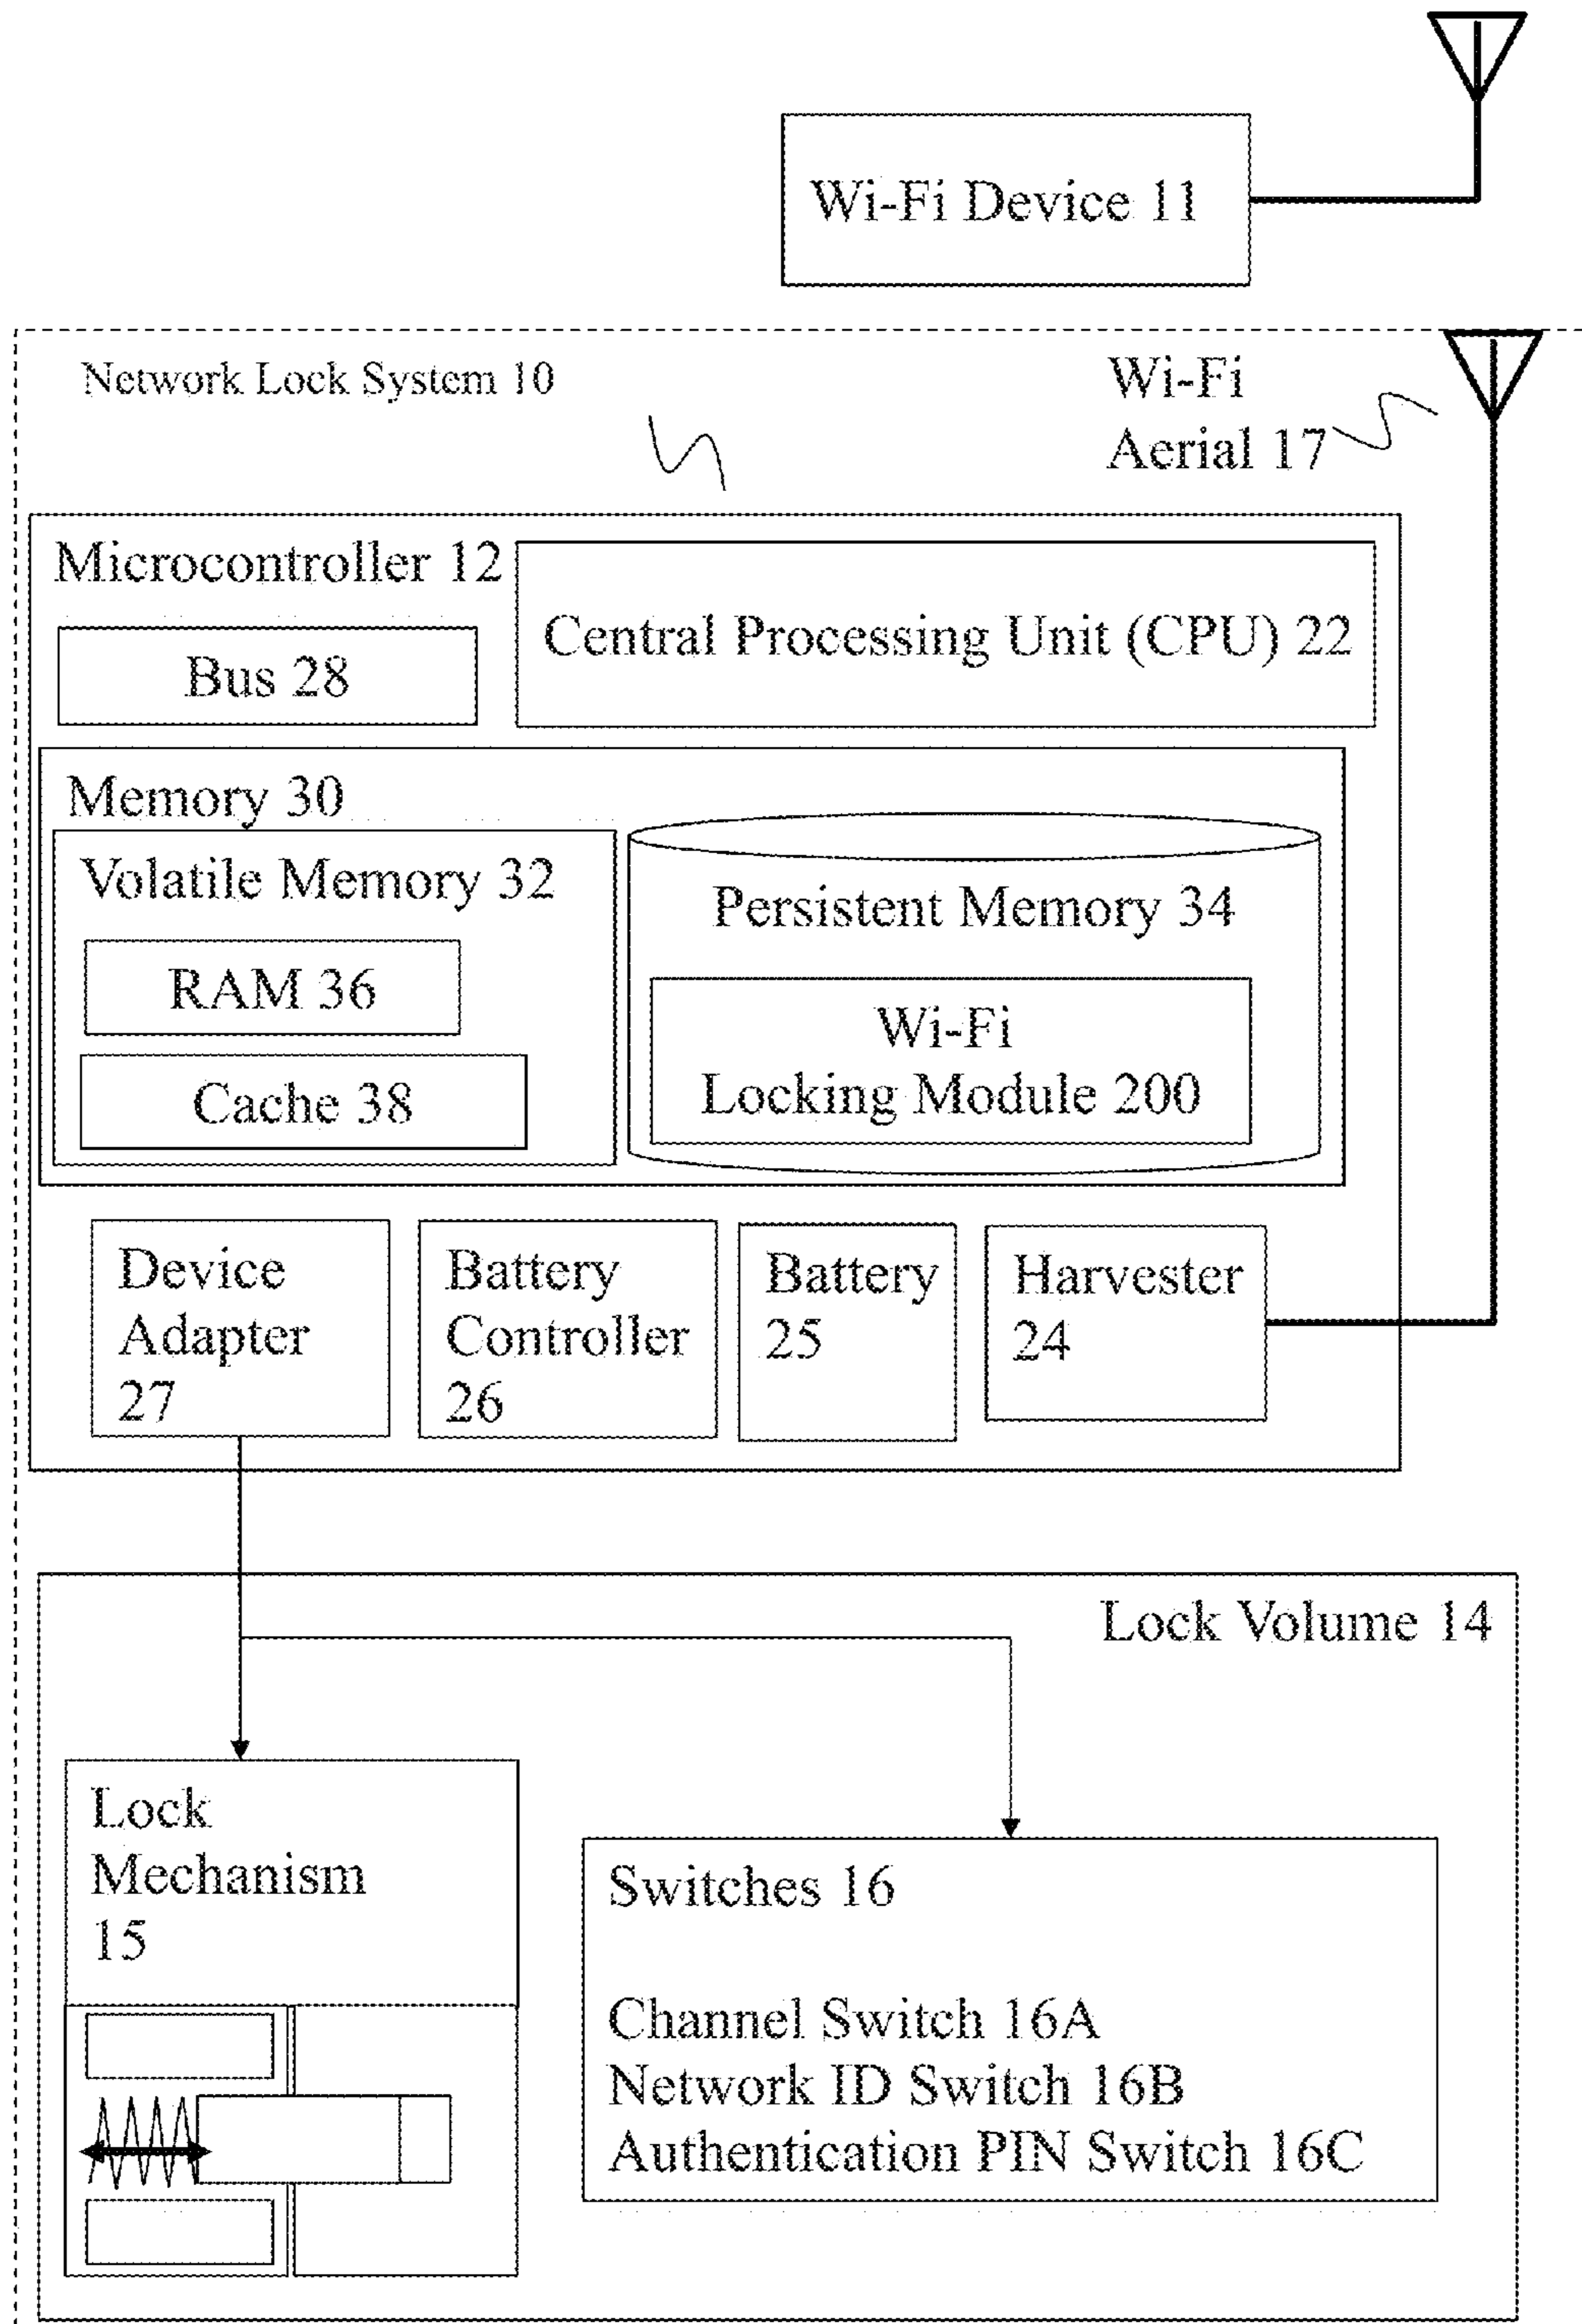 Wi-Fi Device 11
Network Lock System 10
Wi-Fi
Aerial 17
Microcontroller 12
Central Processing Unit (CPU) 22
Bus 28
Memory 30
Volatile Memory 32
Persistent Memory 34
RAM 36
Wi-Fi
Locking Module 200
Cache 38
Device
Adapter
27
Battery
Controller
26
Battery
25
Harvester
24
Lock Volume 14
Lock
Mechanism
15
Switches 16
Channel Switch 16A
Network ID Switch 16B
Authentication PIN Switch 16C